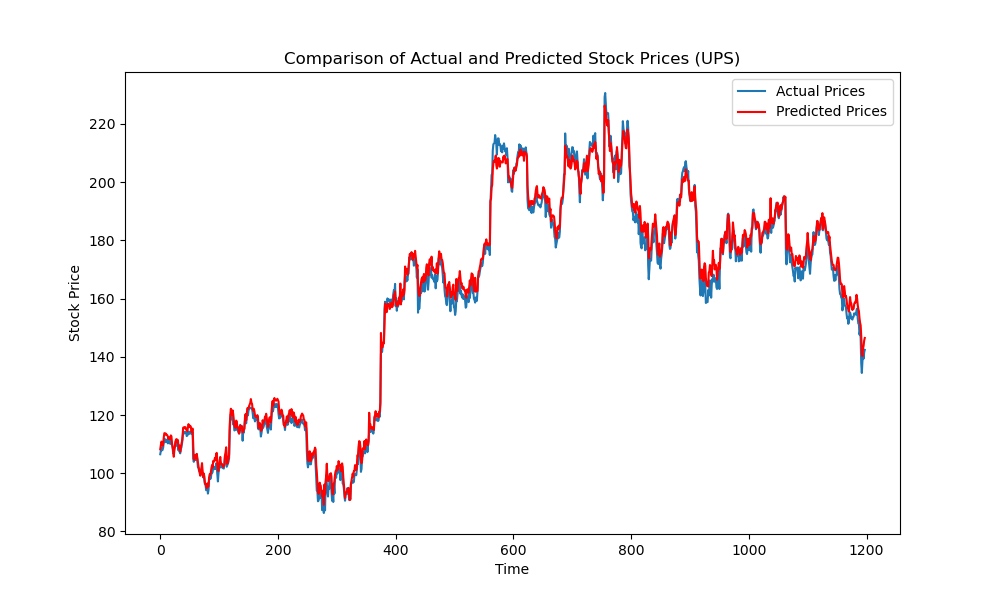 Comparison of Actual and Predicted Stock Prices (UPS)
Actual Prices
Predicted Prices
Stock Price
220
200
180
160
140
120
100
80
0 200 400 600 800 1000 1200
Time